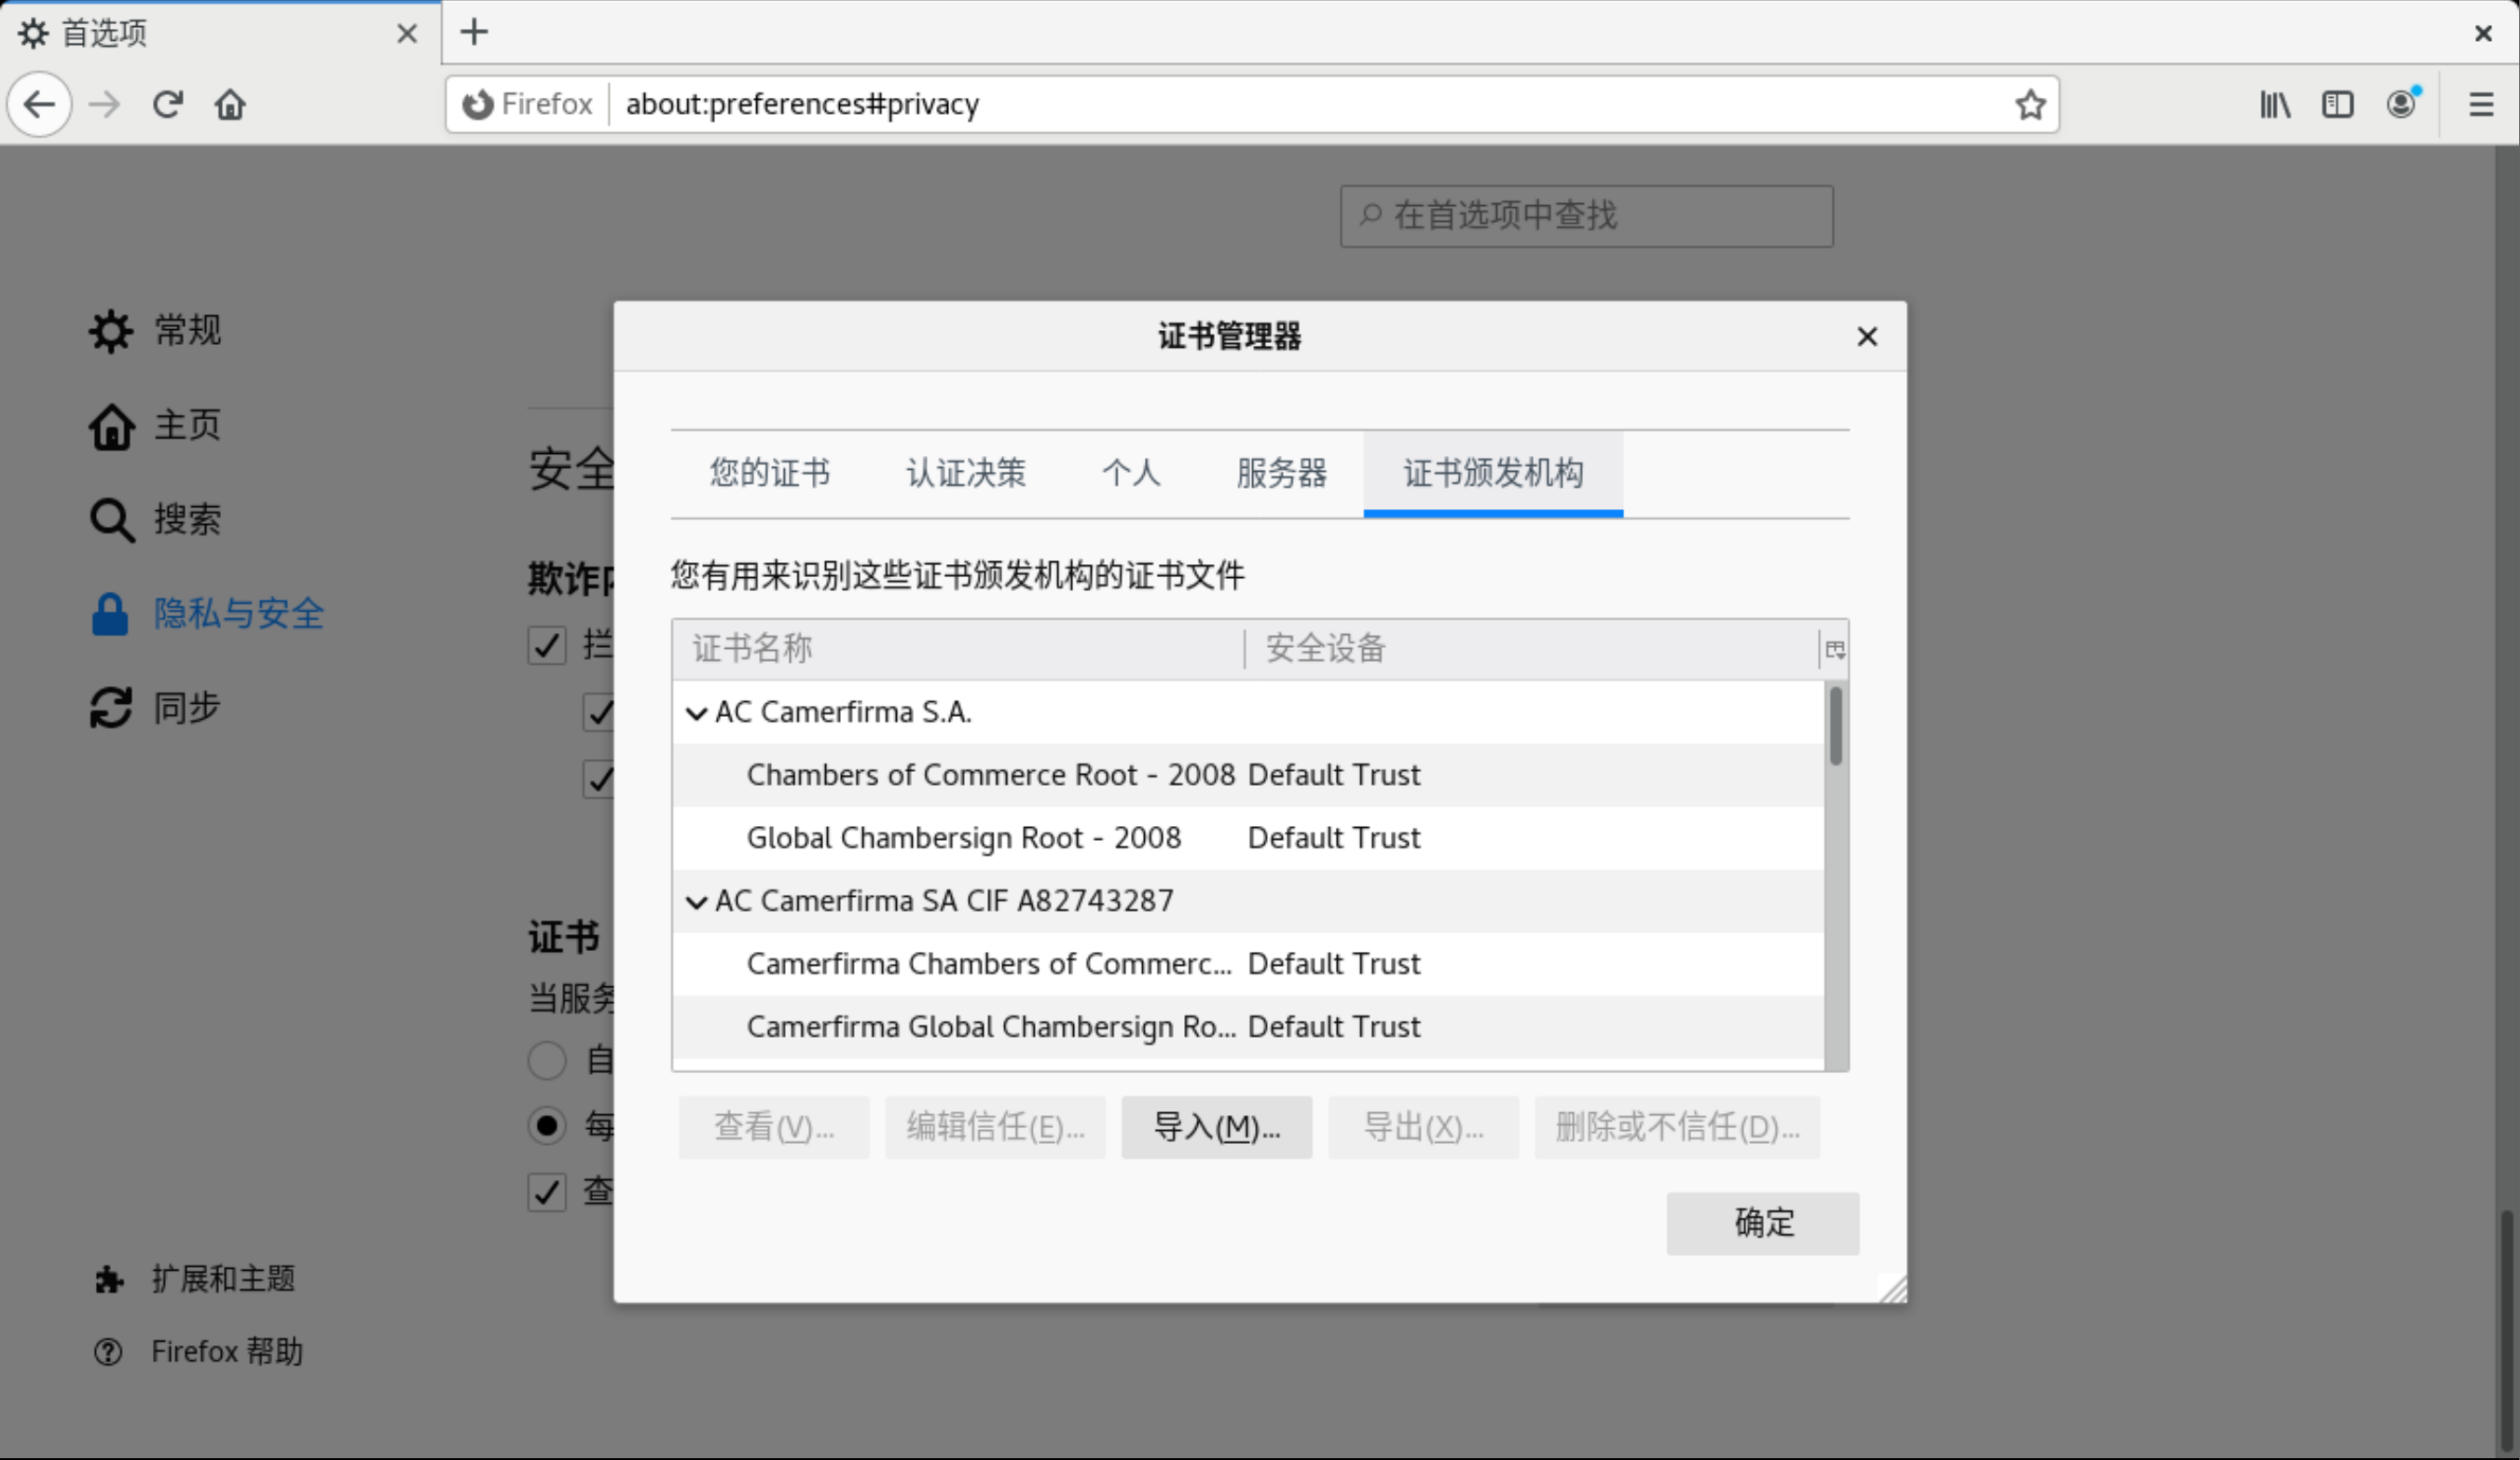 首选项
Firefox about:preferences#privacy
在首选项中查找
常规
主页
搜索
隐私与安全
同步
扩展和主题
Firefox 帮助
安全
欺诈
拦
证书
当服务
自
每
查
证书管理器
您的证书 认证决策 个人 服务器 证书颁发机构
您有用来识别这些证书颁发机构的证书文件
证书名称 安全设备
AC Camerfirma S.A.
Chambers of Commerce Root - 2008 Default Trust
Global Chambersign Root - 2008 Default Trust
AC Camerfirma SA CIF A82743287
Camerfirma Chambers of Commerc... Default Trust
Camerfirma Global Chambersign Ro... Default Trust
查看(V)... 编辑信任(E)... 导入(M)... 导出(X)... 删除或不信任(D)...
确定